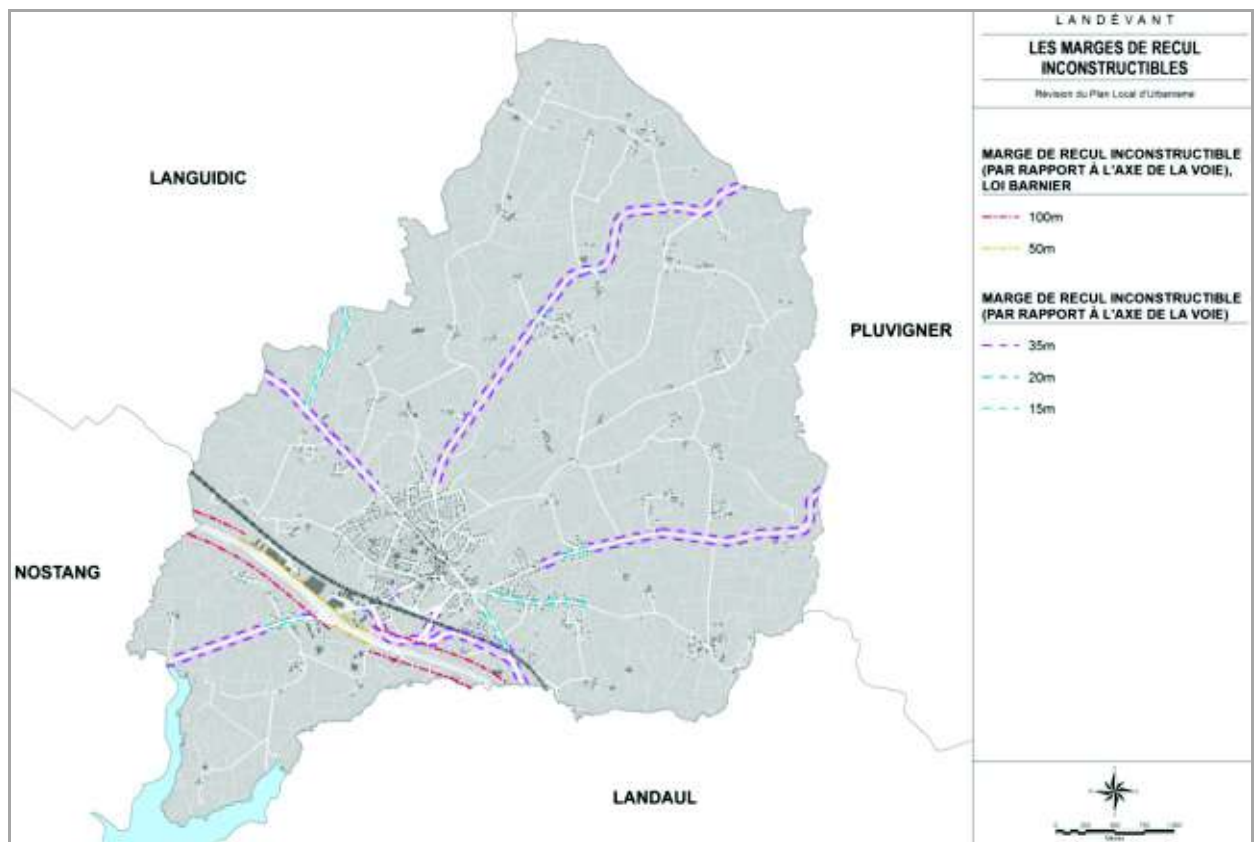 LANDÉVANT
LES MARGES DE RECUL
INCONSTRUCTIBLES
Révision du Plan Local d'Urbanisme
MARGE DE RECUL INCONSTRUCTIBLE
(PAR RAPPORT À L'AXE DE LA VOIE),
LOI BARNIER
100m
50m
MARGE DE RECUL INCONSTRUCTIBLE
(PAR RAPPORT À L'AXE DE LA VOIE)
35m
20m
15m
LANGUIDIC
PLUVIGNER
NOSTANG
LANDAUL